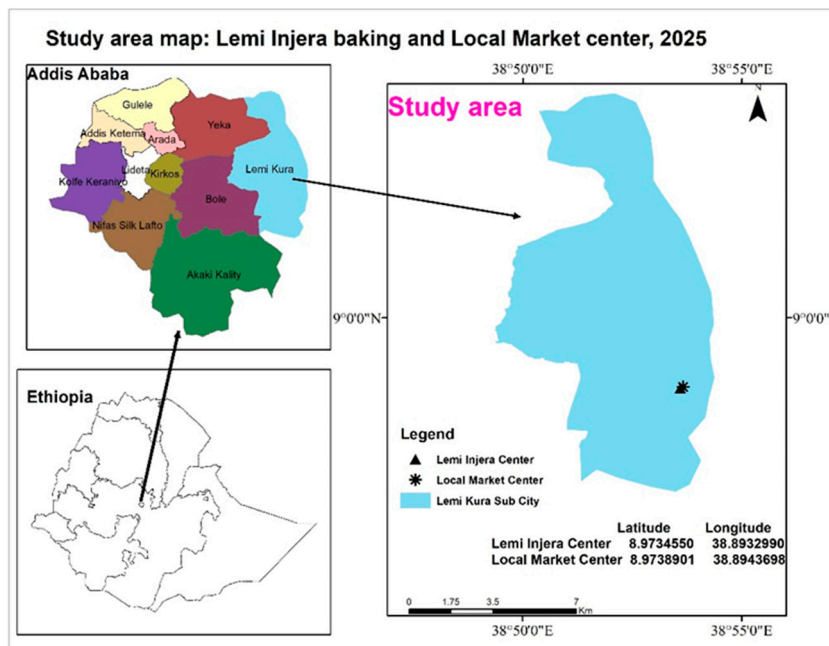 Study area map: Lemi Injera baking and Local Market center, 2025
Addis Ababa
Gulele
Addis Ketema
Arada
Yeka
Lideta
Kirkos
Lemi Kura
Kolfe Keraniyo
Bole
Nifas Silk Lafto
Akaki Kality
Ethiopia
38°50'0"E 38°55'0"E
Study area
N
9°0'0"N 9°0'0"
Legend
Lemi Injera Center
Local Market Center
Lemi Kura Sub City
Latitude Longitude
Lemi Injera Center 8.9734550 38.8932990
Local Market Center 8.9738901 38.8943698
0 1.75 3.5 7
Km
38°50'0"E 38°55'0"E